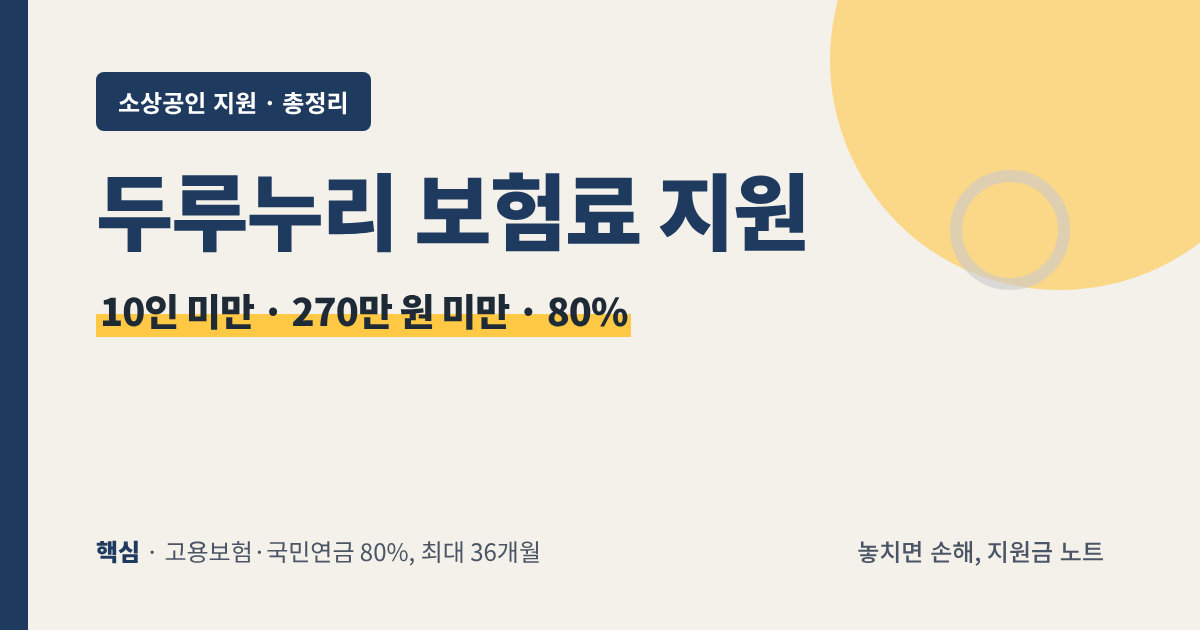 소상공인 지원 · 총정리
두루누리 보험료 지원
10인 미만 · 270만 원 미만 · 80%
핵심 · 고용보험·국민연금 80%, 최대 36개월
놓치면 손해, 지원금 노트